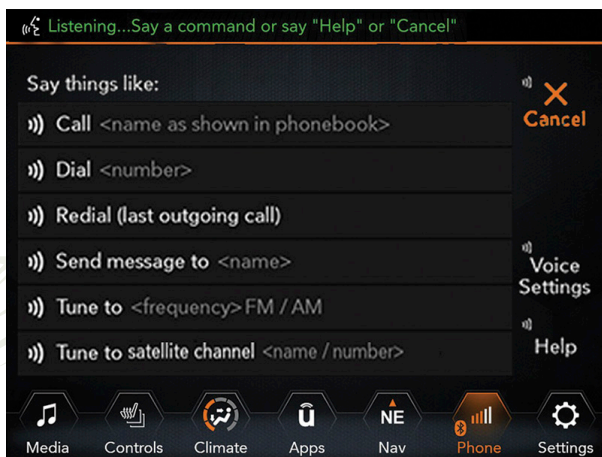 Listening...Say a command or say "Help" or "Cancel"
Say things like:
Call <name as shown in phonebook>
Dial <number>
Redial (last outgoing call)
Send message to <name>
Tune to <frequency> FM / AM
Tune to satellite channel <name / number>
Cancel
Voice
Settings
Help
û
NE
Media
Controls
Climate
Apps
Nav
Phone
Settings